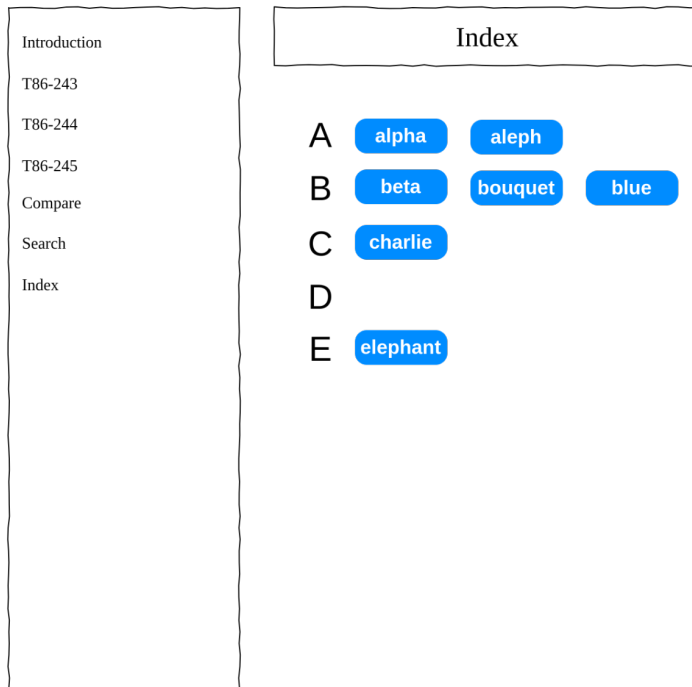 Introduction
T86-243
T86-244
T86-245
Compare
Search
Index
Index
A alpha aleph
B beta bouquet blue
C charlie
D
E elephant